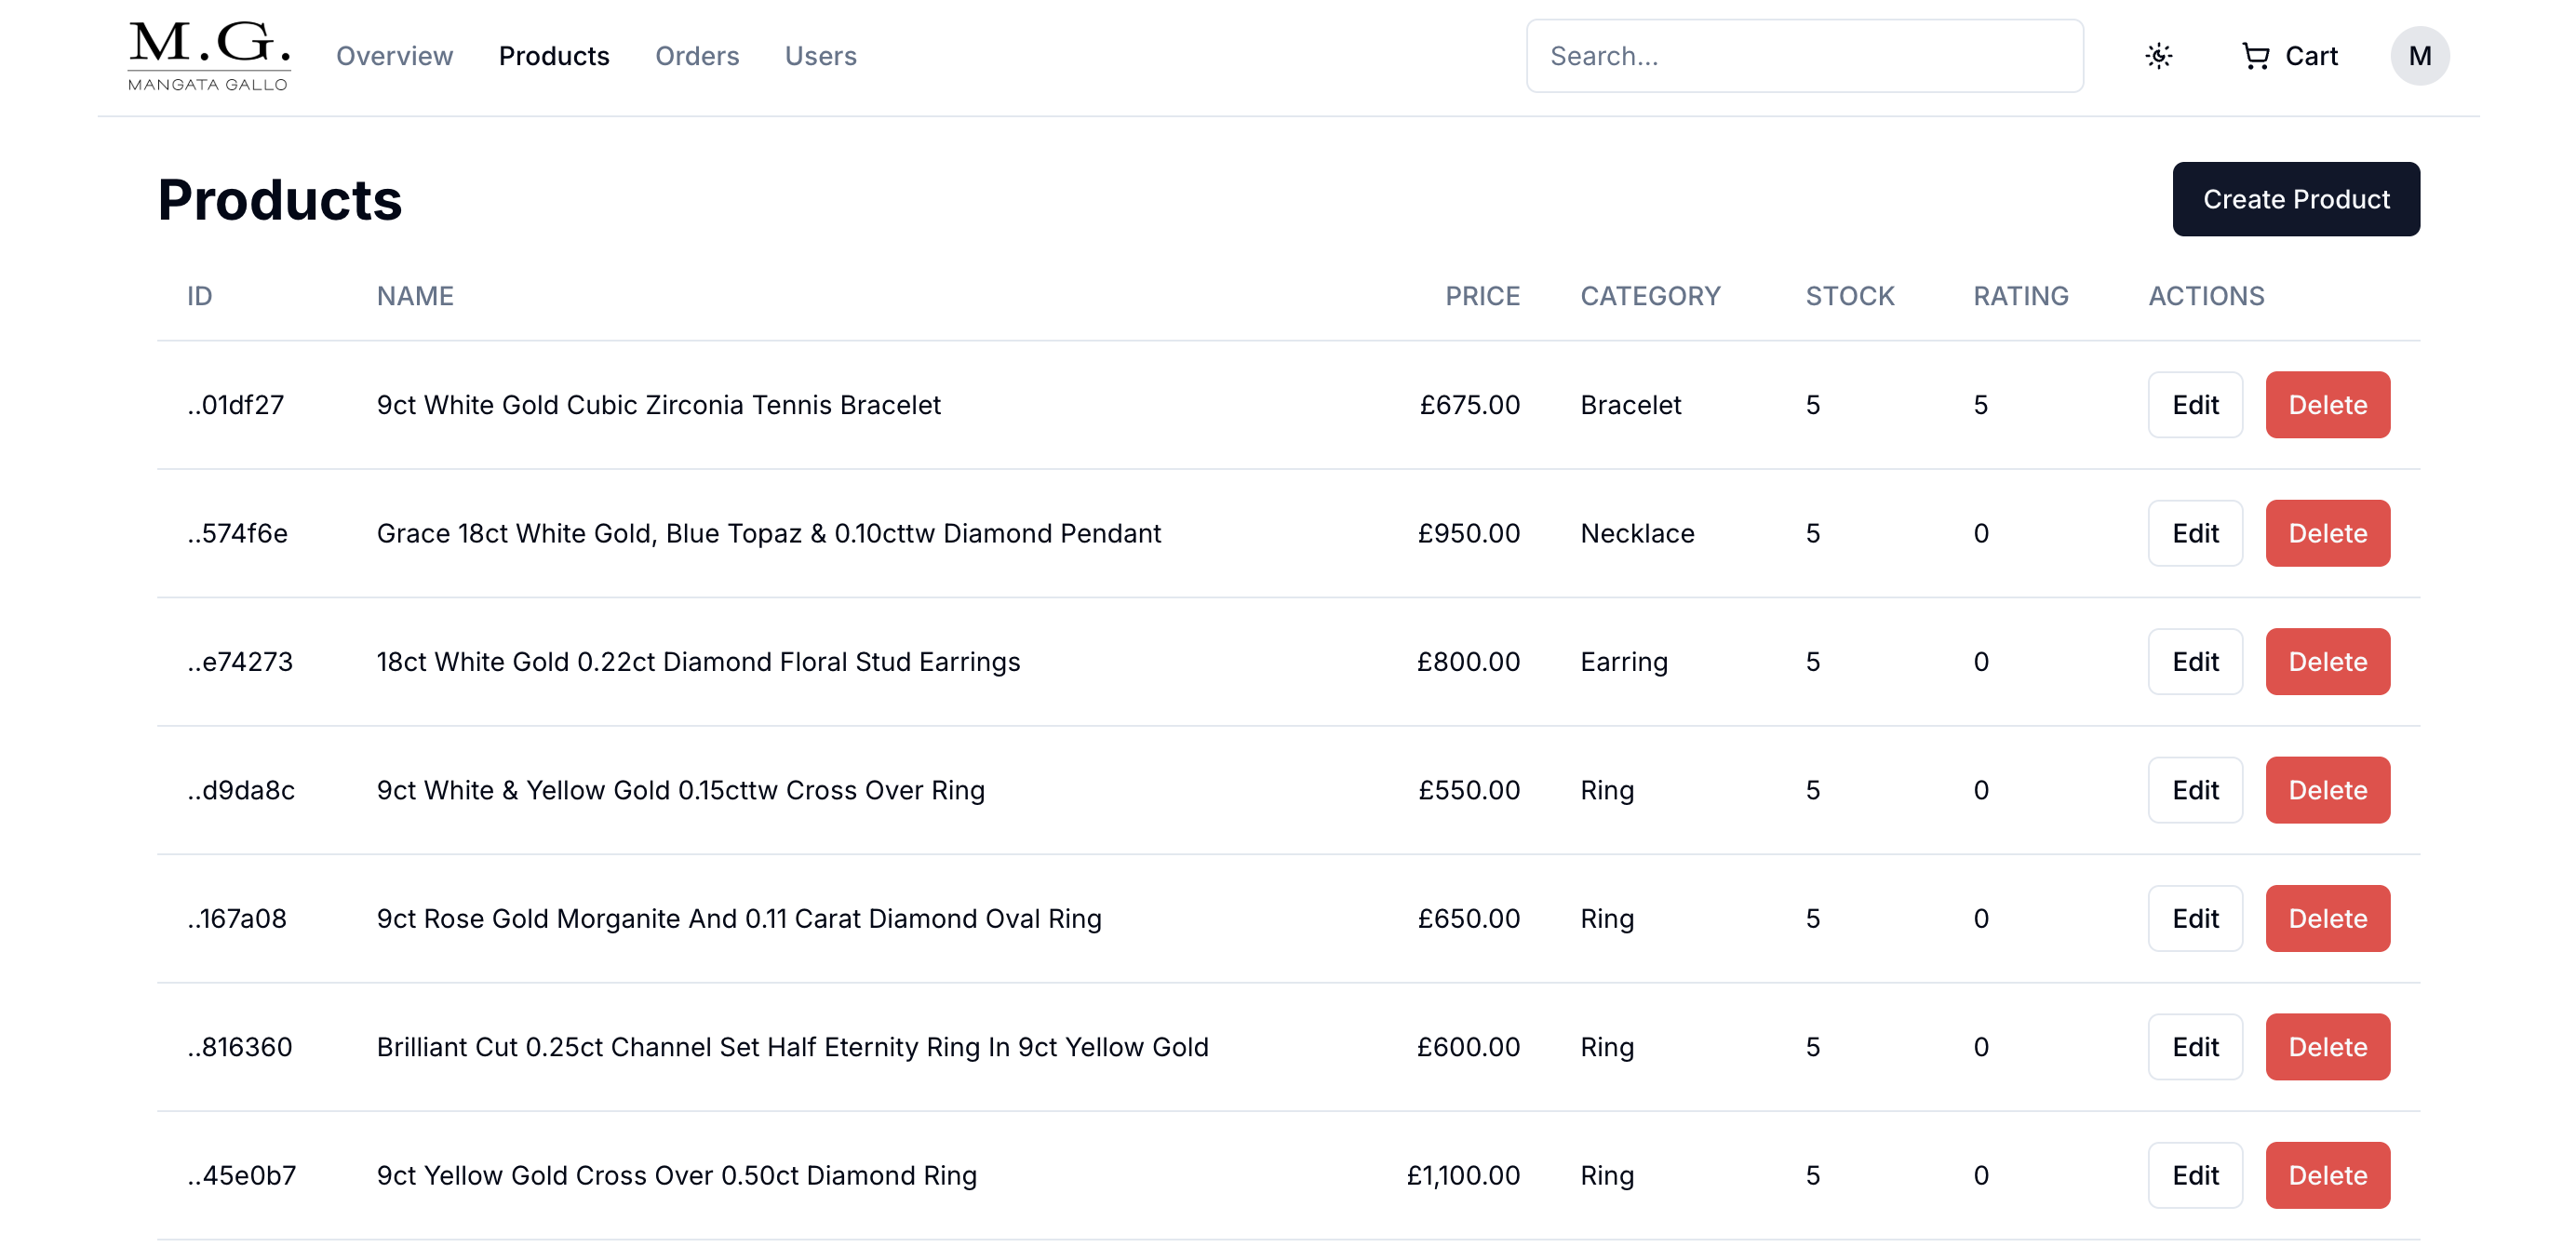 M.G.
MANGATA GALLO
Overview Products Orders Users Search... Cart M
Products Create Product
ID NAME PRICE CATEGORY STOCK RATING ACTIONS
..01df27 9ct White Gold Cubic Zirconia Tennis Bracelet £675.00 Bracelet 5 5 Edit Delete
..574f6e Grace 18ct White Gold, Blue Topaz & 0.10cttw Diamond Pendant £950.00 Necklace 5 0 Edit Delete
..e74273 18ct White Gold 0.22ct Diamond Floral Stud Earrings £800.00 Earring 5 0 Edit Delete
..d9da8c 9ct White & Yellow Gold 0.15cttw Cross Over Ring £550.00 Ring 5 0 Edit Delete
..167a08 9ct Rose Gold Morganite And 0.11 Carat Diamond Oval Ring £650.00 Ring 5 0 Edit Delete
..816360 Brilliant Cut 0.25ct Channel Set Half Eternity Ring In 9ct Yellow Gold £600.00 Ring 5 0 Edit Delete
..45e0b7 9ct Yellow Gold Cross Over 0.50ct Diamond Ring £1,100.00 Ring 5 0 Edit Delete